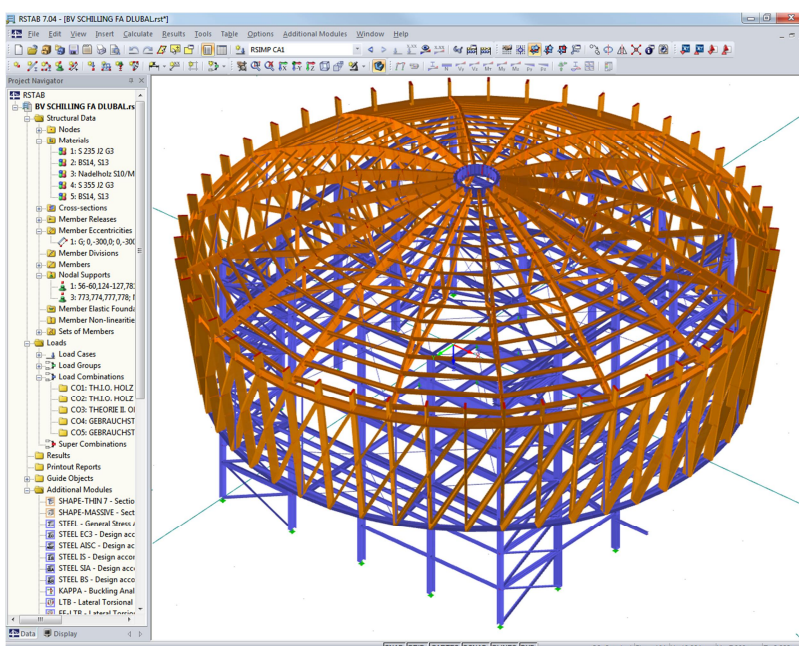 RSTAB 7.04 - [BV SCHILLING FA DLUBAL.rst*]
File Edit View Insert Calculate Results Tools Table Options Additional Modules Window Help
RSIMP CA1
Project Navigator
RSTAB
BV SCHILLING FA DLUBAL.rs
Structural Data
Nodes
Materials
1: S 235 J2 G3
2: BS14, S13
3: Nadelholz S10/M
4: S 355 J2 G3
5: BS14, S13
Cross-sections
Member Releases
Member Eccentricities
1: G; 0,-300,0; 0,-300
Member Divisions
Members
Nodal Supports
1: 56-60,124-127,78
3: 773,774,777,778;
Member Elastic Founda
Member Non-linearitie
Sets of Members
Loads
Load Cases
Load Groups
Load Combinations
CO1: TH.I.O. HOLZ
CO2: TH.I.O. HOLZ
CO3: THEORIE II. O
CO4: GEBRAUCHST
CO5: GEBRAUCHST
Super Combinations
Results
Printout Reports
Guide Objects
Additional Modules
SHAPE-THIN 7 - Sectio
SHAPE-MASSIVE - Sect
STEEL - General Stress
STEEL EC3 - Design acc
STEEL AISC - Design ac
STEEL IS - Design accor
STEEL SIA - Design acco
STEEL BS - Design acco
KAPPA - Buckling Anal
LTB - Lateral Torsional
FE-LTB - Lateral Torsio
Data Display